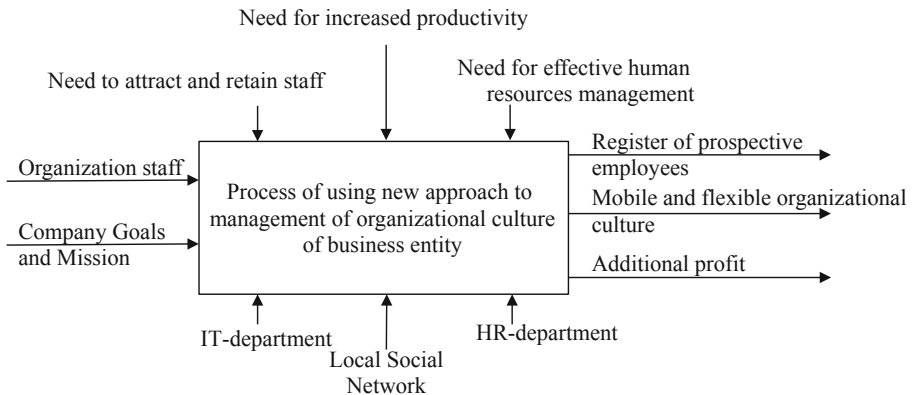 Need for increased productivity
Need to attract and retain staff
Need for effective human
resources management
Organization staff
Company Goals
and Mission
Process of using new approach to
management of organizational culture
of business entity
Register of prospective
employees
Mobile and flexible organizational
culture
Additional profit
IT-department
HR-department
Local Social
Network